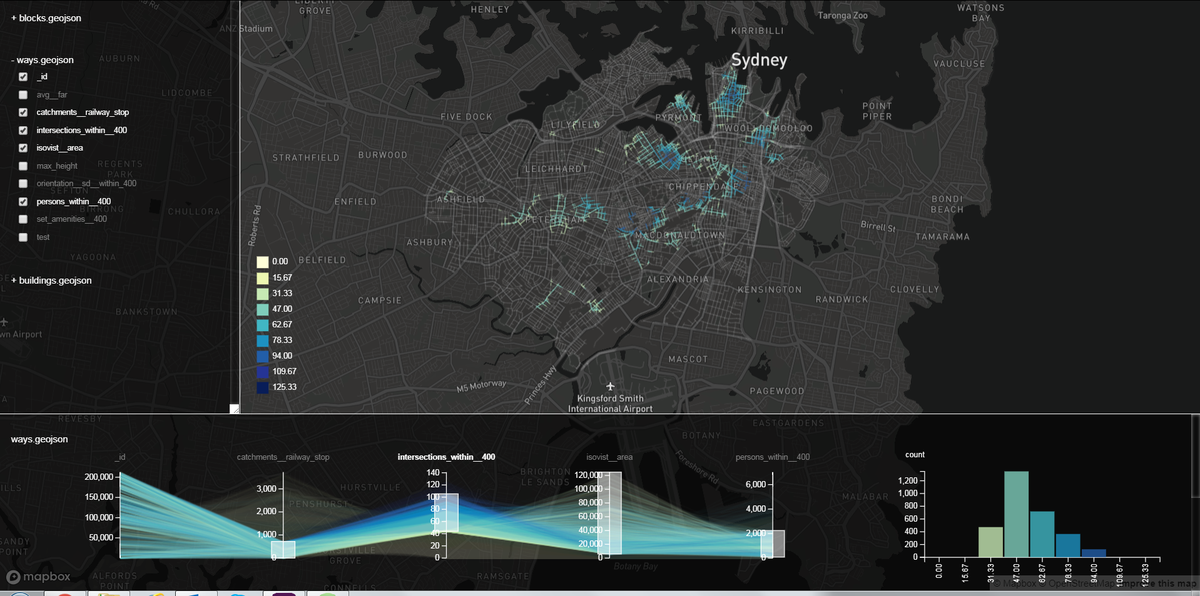 + blocks.geojson
- ways.geojson
_id
avg__far
catchments__railway_stop
intersections_within__400
isovist__area
max_height
orientation__sd__within_400
persons_within__400
set_amenities__400
test
+ buildings.geojson
AUBURN
LIDCOMBE
REGENTS
PARK
SEFTON
CHULLORA
YAGOONA
BANKSTOWN
wn Airport
Rd
ANZ Stadium
LIBERTY
GROVE
HENLEY
Taronga Zoo
WATSONS
BAY
KIRRIBILLI
Sydney
VAUCLUSE
FIVE DOCK
LILYFIELD
PYRMONT
WOOLLOOMOOLOO
POINT
PIPER
STRATHFIELD
BURWOOD
LEICHHARDT
CHIPPENDALE
ENFIELD
ASHFIELD
PETERSHAM
BONDI
BEACH
Roberts Rd
MACDONALDTOWN
Birrell St
TAMARAMA
ASHBURY
BELFIELD
ALEXANDRIA
KENSINGTON
RANDWICK
CLOVELLY
CAMPSIE
0.00
15.67
31.33
47.00
62.67
78.33
94.00
109.67
125.33
M5 Motorway
Princes Hwy
MASCOT
Kingsford Smith
International Airport
PAGEWOOD
REVESBY
EASTGARDENS
BOTANY
ways.geojson
_id
catchments__railway_stop
intersections_within__400
isovist__area
persons_within__400
count
200,000
150,000
100,000
50,000
3,000
2,000
1,000
0
140
120
100
80
60
40
20
0
120,000
100,000
80,000
60,000
40,000
20,000
0
6,000
4,000
2,000
0
1,200
1,000
800
600
400
200
0
0.00
15.67
31.33
47.00
62.67
78.33
94.00
109.67
125.33
HURSTVILLE
PENSHURST
BRIGHTON
LE SANDS
Foreshore Rd
MALABAR
HURSTVILLE
GROVE
Botany Bay
RAMSGATE
CONNELLS
SANDY
POINT
ALFORDS
POINT
mapbox
© Mapbox © OpenStreetMap Improve this map